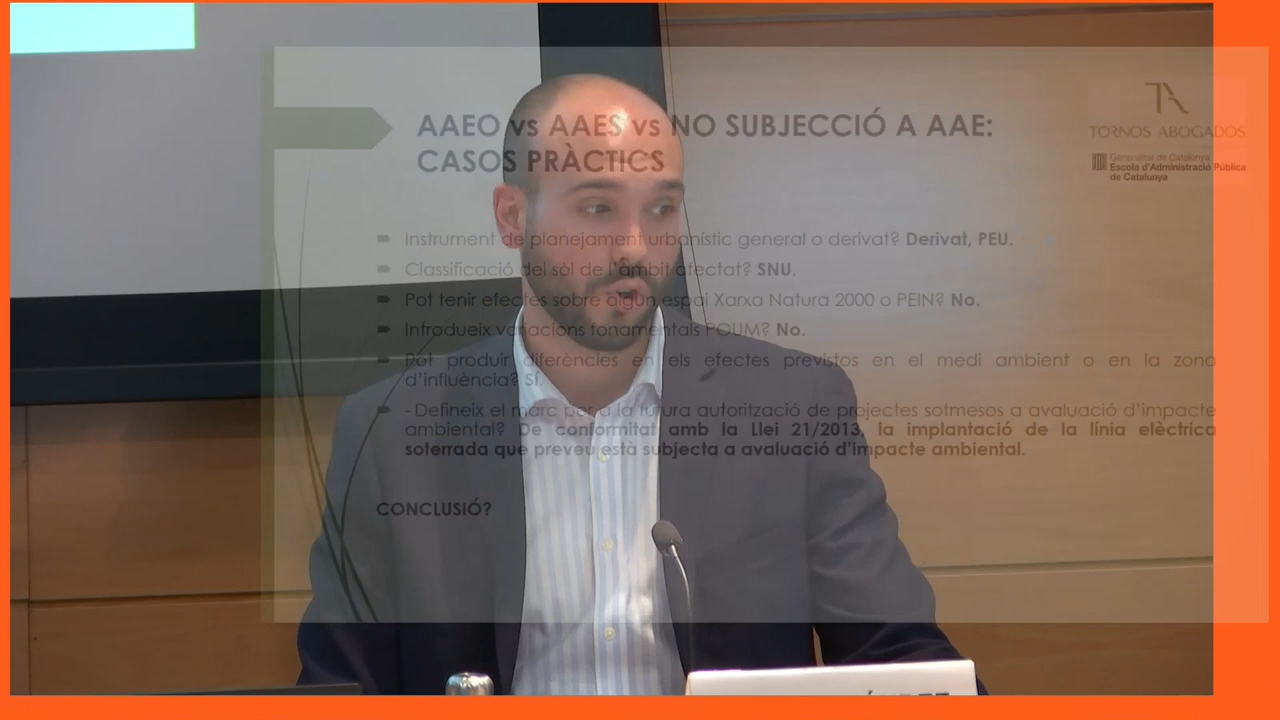 AAEO vs AAES vs NO SUBJECCIÓ A AAE:
CASOS PRÀCTICS
TORNOS ABOGADOS
Generalitat de Catalunya
Escola d'Administració Pública
de Catalunya
Instrument de planejament urbanístic general o derivat? Derivat, PEU.
Classificació del sòl de l'àmbit afectat? SNU.
Pot tenir efectes sobre algun espai Xarxa Natura 2000 o PEIN? No.
Introdueix variacions fonamentals POUM? No.
Pot produir diferències en els efectes previstos en el medi ambient o en la zona
d'influència? Sí.
- Defineix el marc per a la futura autorització de projectes sotmesos a avaluació d'impacte
ambiental? De conformitat amb la Llei 21/2013, la implantació de la línia elèctrica
soterrada que preveu està subjecta a avaluació d'impacte ambiental.
CONCLUSIÓ?